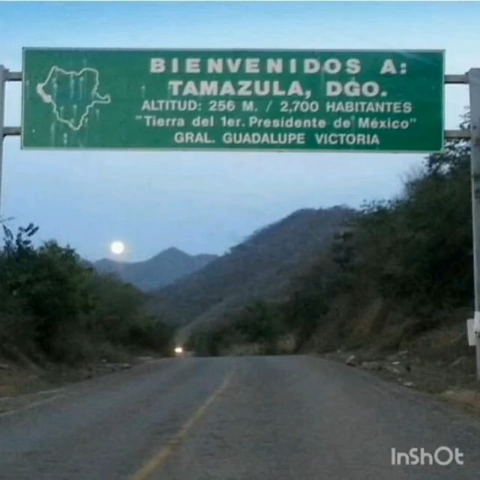 BIENVENIDOS A:
TAMAZULA, DGO.
ALTITUD: 256 M. / 2,700 HABITANTES
"Tierra del 1er. Presidente de México"
GRAL. GUADALUPE VICTORIA
InShOt